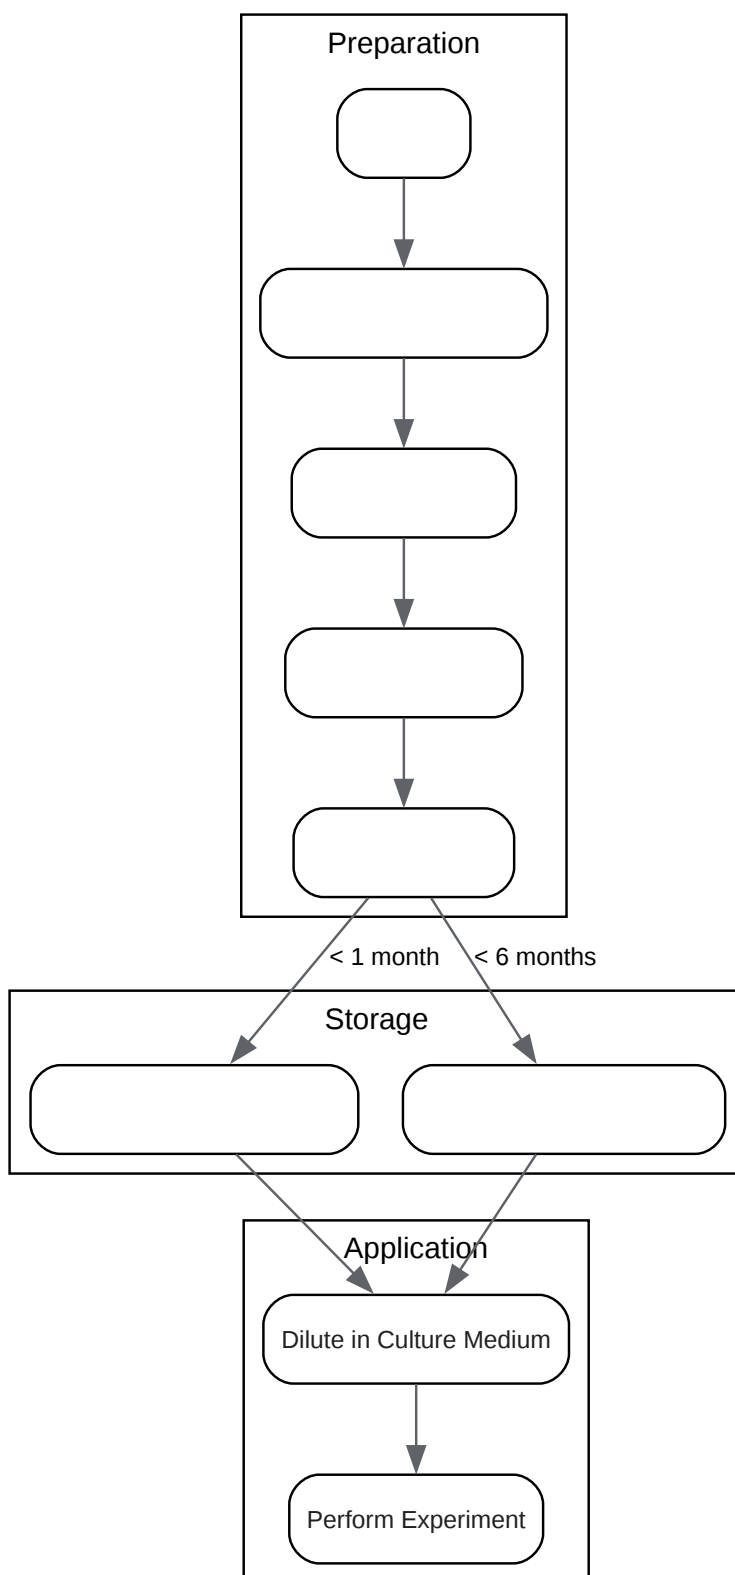 Preparation
< 1 month
< 6 months
Storage
Application
Dilute in Culture Medium
Perform Experiment